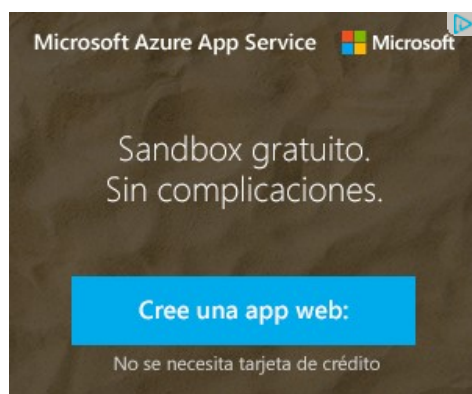 Microsoft Azure App Service Microsoft
Sandbox gratuito.
Sin complicaciones.
Cree una app web:
No se necesita tarjeta de crédito